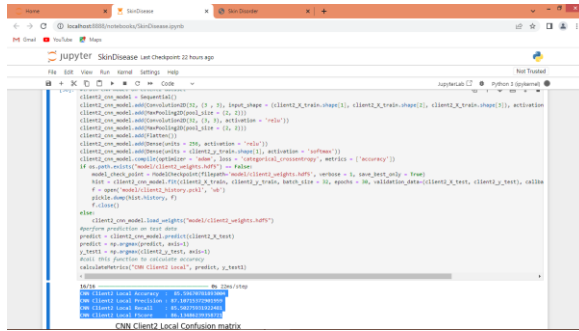 Home
SkinDisease.ipynb
Skin Disorder
localhost:8888/notebooks/SkinDisease.ipynb
Gmail
YouTube
Maps
jupyter SkinDisease Last Checkpoint: 22 hours ago
File Edit View Run Kernel Settings Help
Not Trusted
Code
JupyterLab
Python 3 (ipykernel)
client2_cnn_model = Sequential()
client2_cnn_model.add(Convolution2D(32, (3 , 3), input_shape = (client2_X_train.shape[1], client2_X_train.shape[2], client2_X_train.shape[3]), activation
client2_cnn_model.add(MaxPooling2D(pool_size = (2, 2)))
client2_cnn_model.add(Convolution2D(32, (3, 3), activation = 'relu'))
client2_cnn_model.add(MaxPooling2D(pool_size = (2, 2)))
client2_cnn_model.add(Flatten())
client2_cnn_model.add(Dense(units = 256, activation = 'relu'))
client2_cnn_model.add(Dense(units = client2_y_train.shape[1], activation = 'softmax'))
client2_cnn_model.compile(optimizer = 'adam', loss = 'categorical_crossentropy', metrics = ['accuracy'])
if os.path.exists("model/client2_weights.hdf5") == False:
model_check_point = ModelCheckpoint(filepath='model/client2_weights.hdf5', verbose = 1, save_best_only = True)
hist = client2_cnn_model.fit(client2_X_train, client2_y_train, batch_size = 32, epochs = 30, validation_data=(client2_X_test, client2_y_test), callba
f = open('model/client2_history.pckl', 'wb')
pickle.dump(hist.history, f)
f.close()
else:
client2_cnn_model.load_weights("model/client2_weights.hdf5")
#perform prediction on test data
predict = client2_cnn_model.predict(client2_X_test)
predict = np.argmax(predict, axis=1)
y_test1 = np.argmax(client2_y_test, axis=1)
#call this function to calculate accuracy
calculateMetrics("CNN Client2 Local", predict, y_test1)
16/16 0s 22ms/step
CNN Client2 Local Accuracy :
CNN Client2 Local Precision :
CNN Client2 Local Recall :
CNN Client2 Local FScore :
CNN Client2 Local Confusion matrix